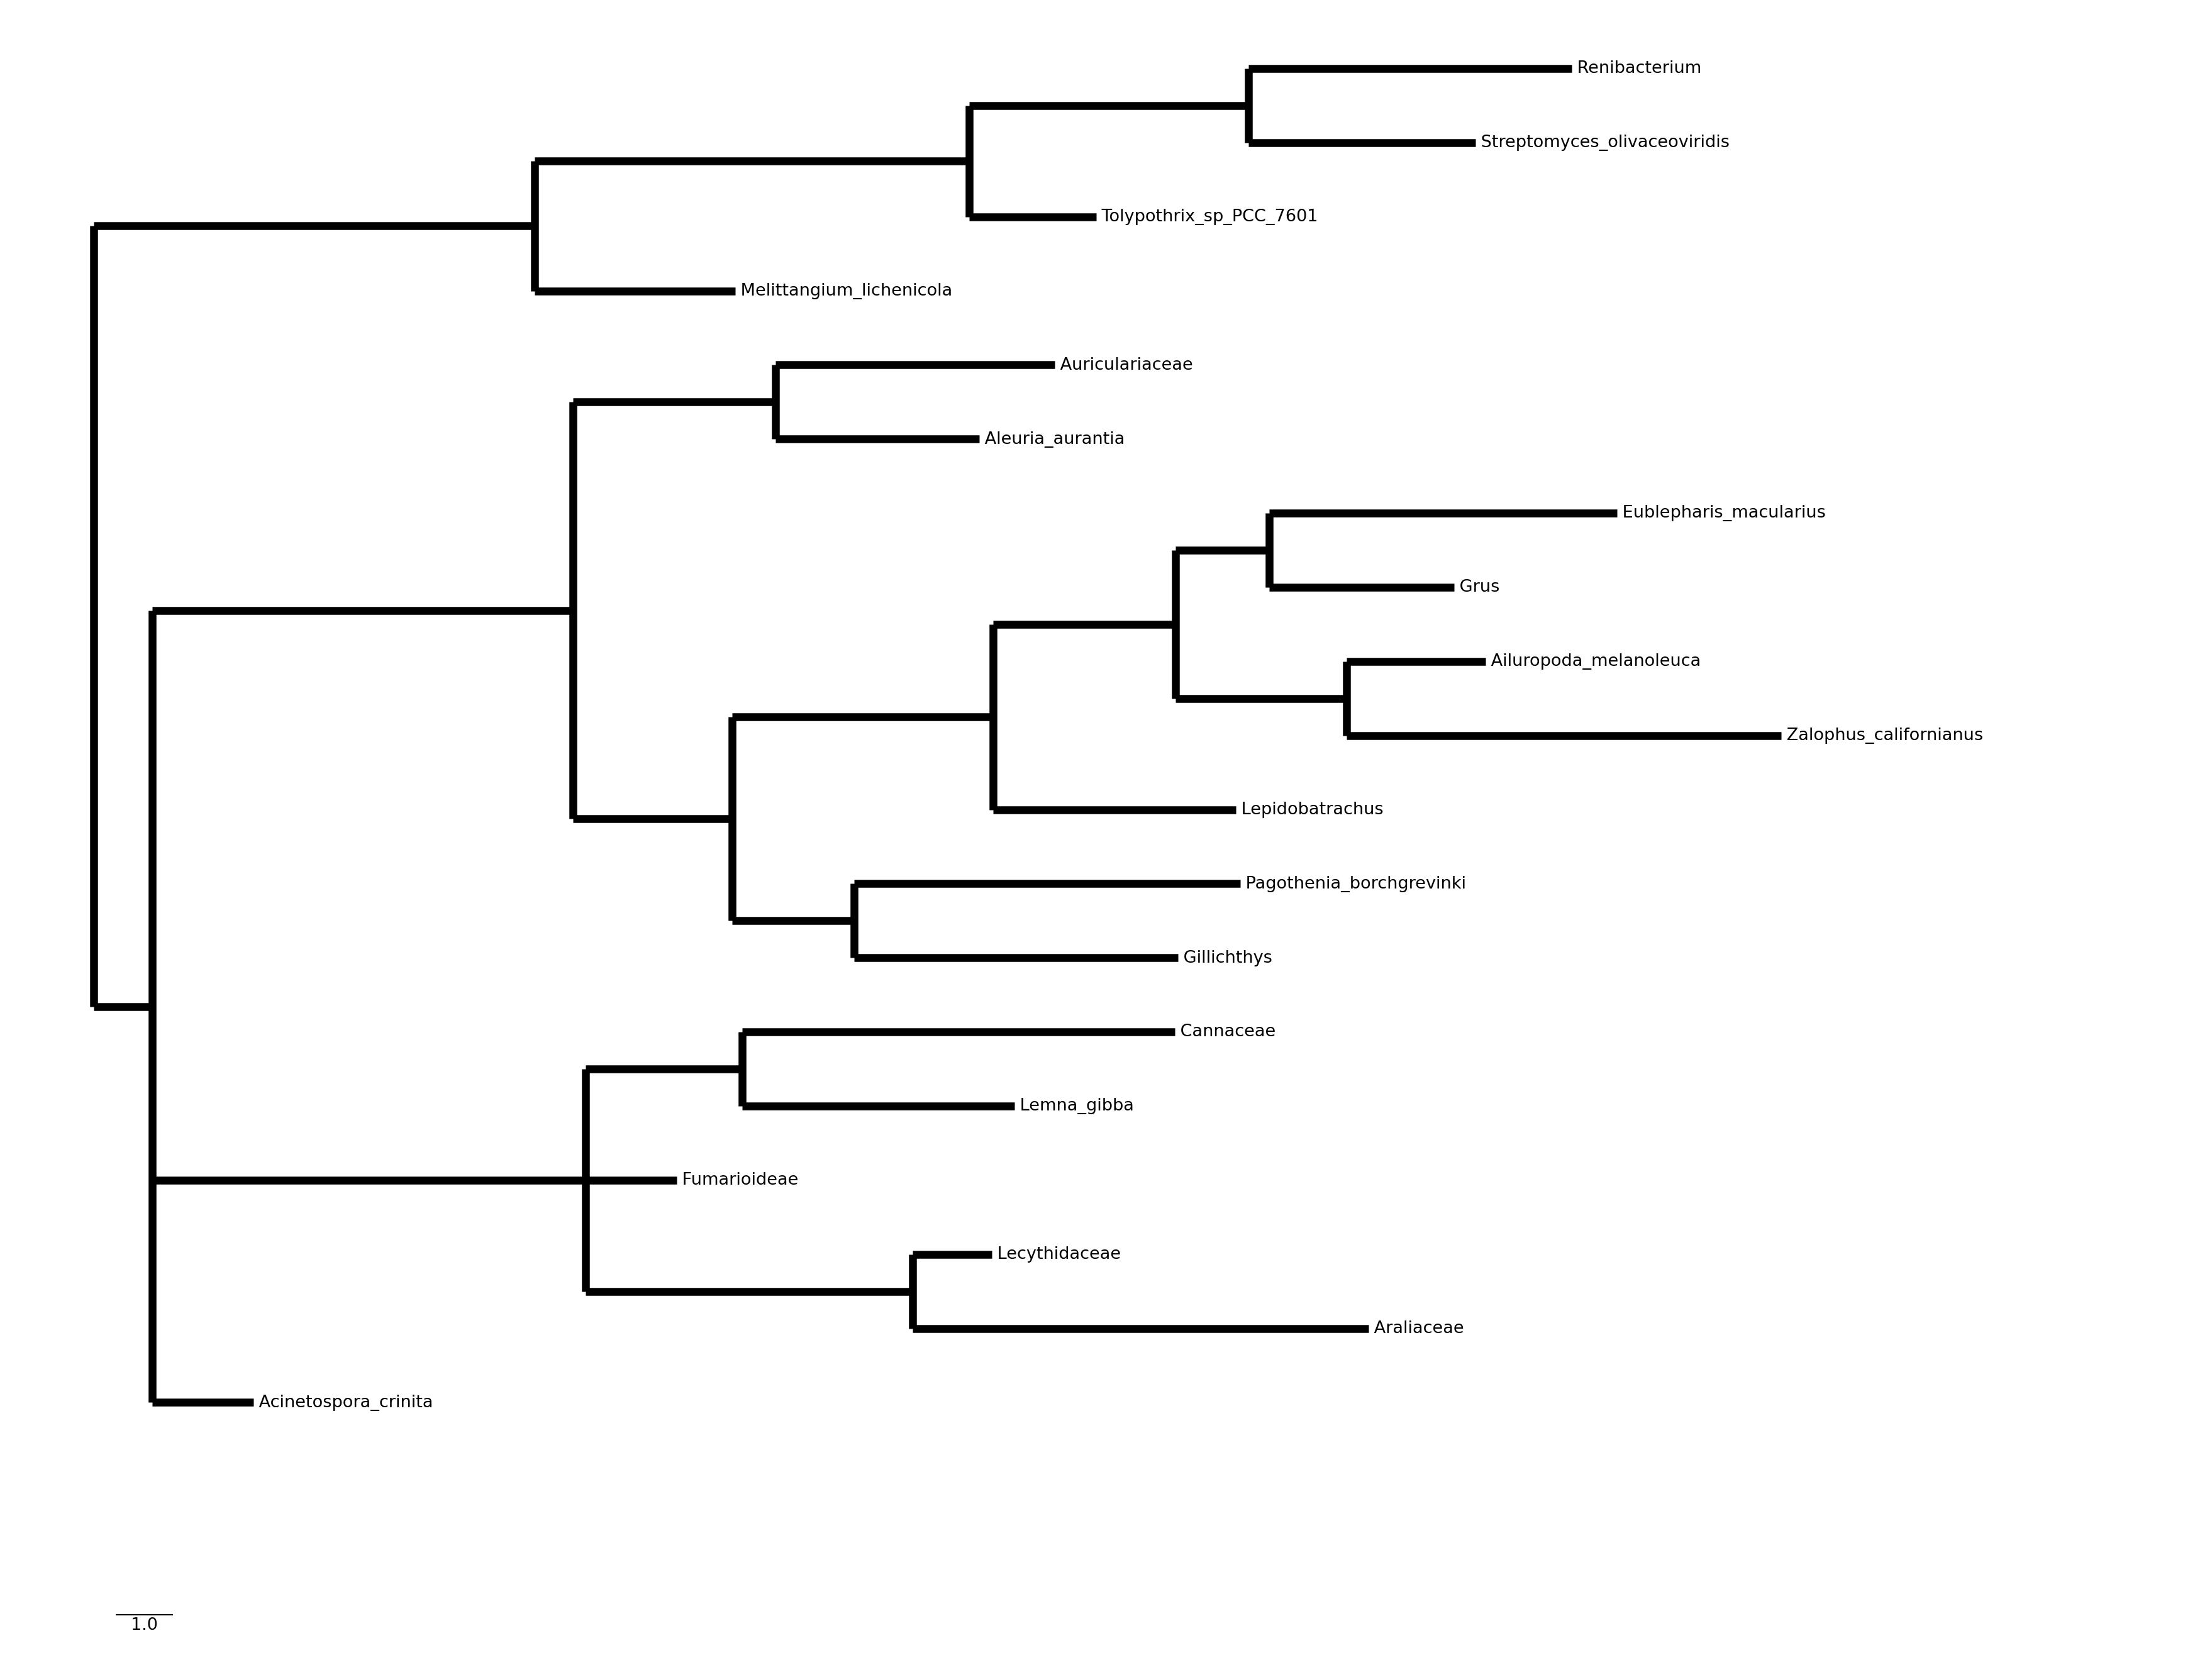 Renibacterium
Streptomyces_olivaceoviridis
Tolypothrix_sp_PCC_7601
Melittangium_lichenicola
Auriculariaceae
Aleuria_aurantia
Eublepharis_macularius
Grus
Ailuropoda_melanoleuca
Zalophus_californianus
Lepidobatrachus
Pagothenia_borchgrevinki
Gillichthys
Cannaceae
Lemna_gibba
Fumarioideae
Lecythidaceae
Araliaceae
Acinetospora_crinita
1.0